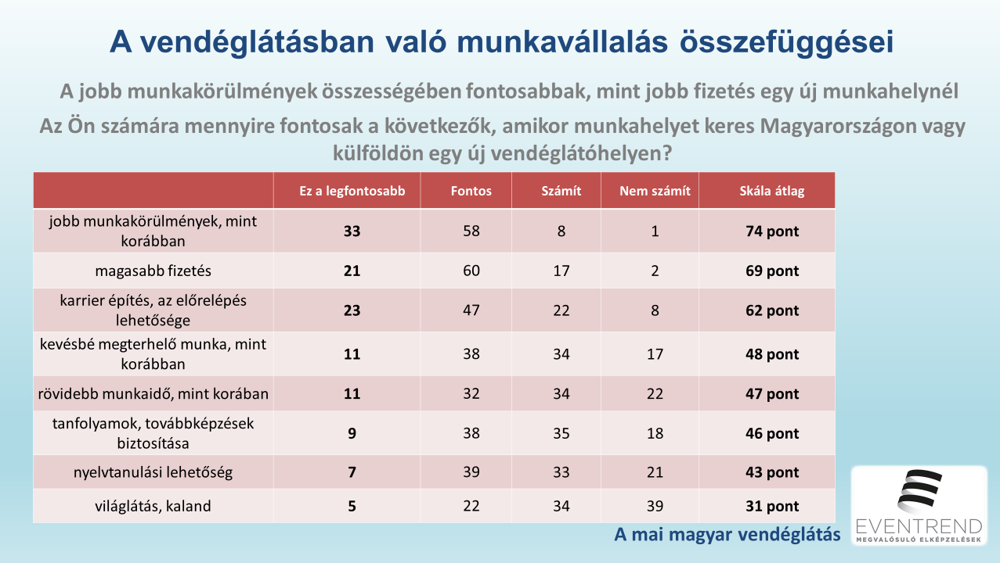 A vendéglátásban való munkavállalás összefüggései
A jobb munkakörülmények összességében fontosabbak, mint jobb fizetés egy új munkahelynél
Az Ön számára mennyire fontosak a következők, amikor munkahelyet keres Magyarországon vagy
külföldön egy új vendéglátóhelyen?
Ez a legfontosabb Fontos Számít Nem számít Skála átlag
jobb munkakörülmények, mint
korábban
33 58 8 1 74 pont
magasabb fizetés 21 60 17 2 69 pont
karrier építés, az előrelépés
lehetősége
23 47 22 8 62 pont
kevésbé megterhelő munka, mint
korábban
11 38 34 17 48 pont
rövidebb munkaidő, mint korában 11 32 34 22 47 pont
tanfolyamok, továbbképzések
biztosítása
9 38 35 18 46 pont
nyelvtanulási lehetőség 7 39 33 21 43 pont
világlátás, kaland 5 22 34 39 31 pont
A mai magyar vendéglátás
EVENTREND
MEGVALÓSULÓ ELKÉPZELÉSEK